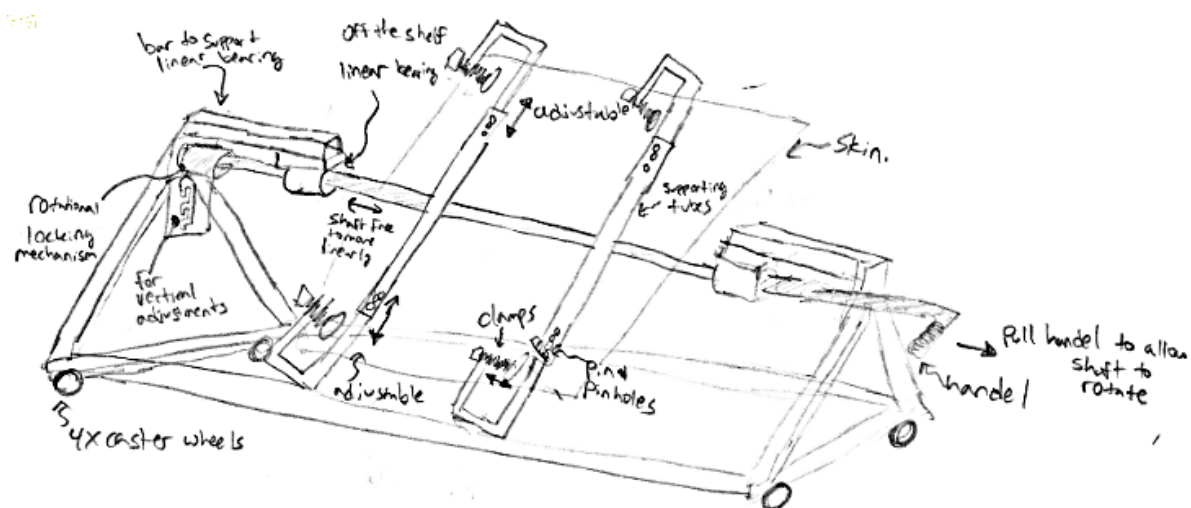 bar to support
linear bearing
off the shelf
linear bearing
adjustable
Skin.
rotational
locking
mechanism
for
vertical
adjustments
shaft free
to move
linearly
supporting
tubes
clamps
adjustable
Pin &
Pinholes
Pull handel to allow
shaft to
rotate
handel
4x caster wheels